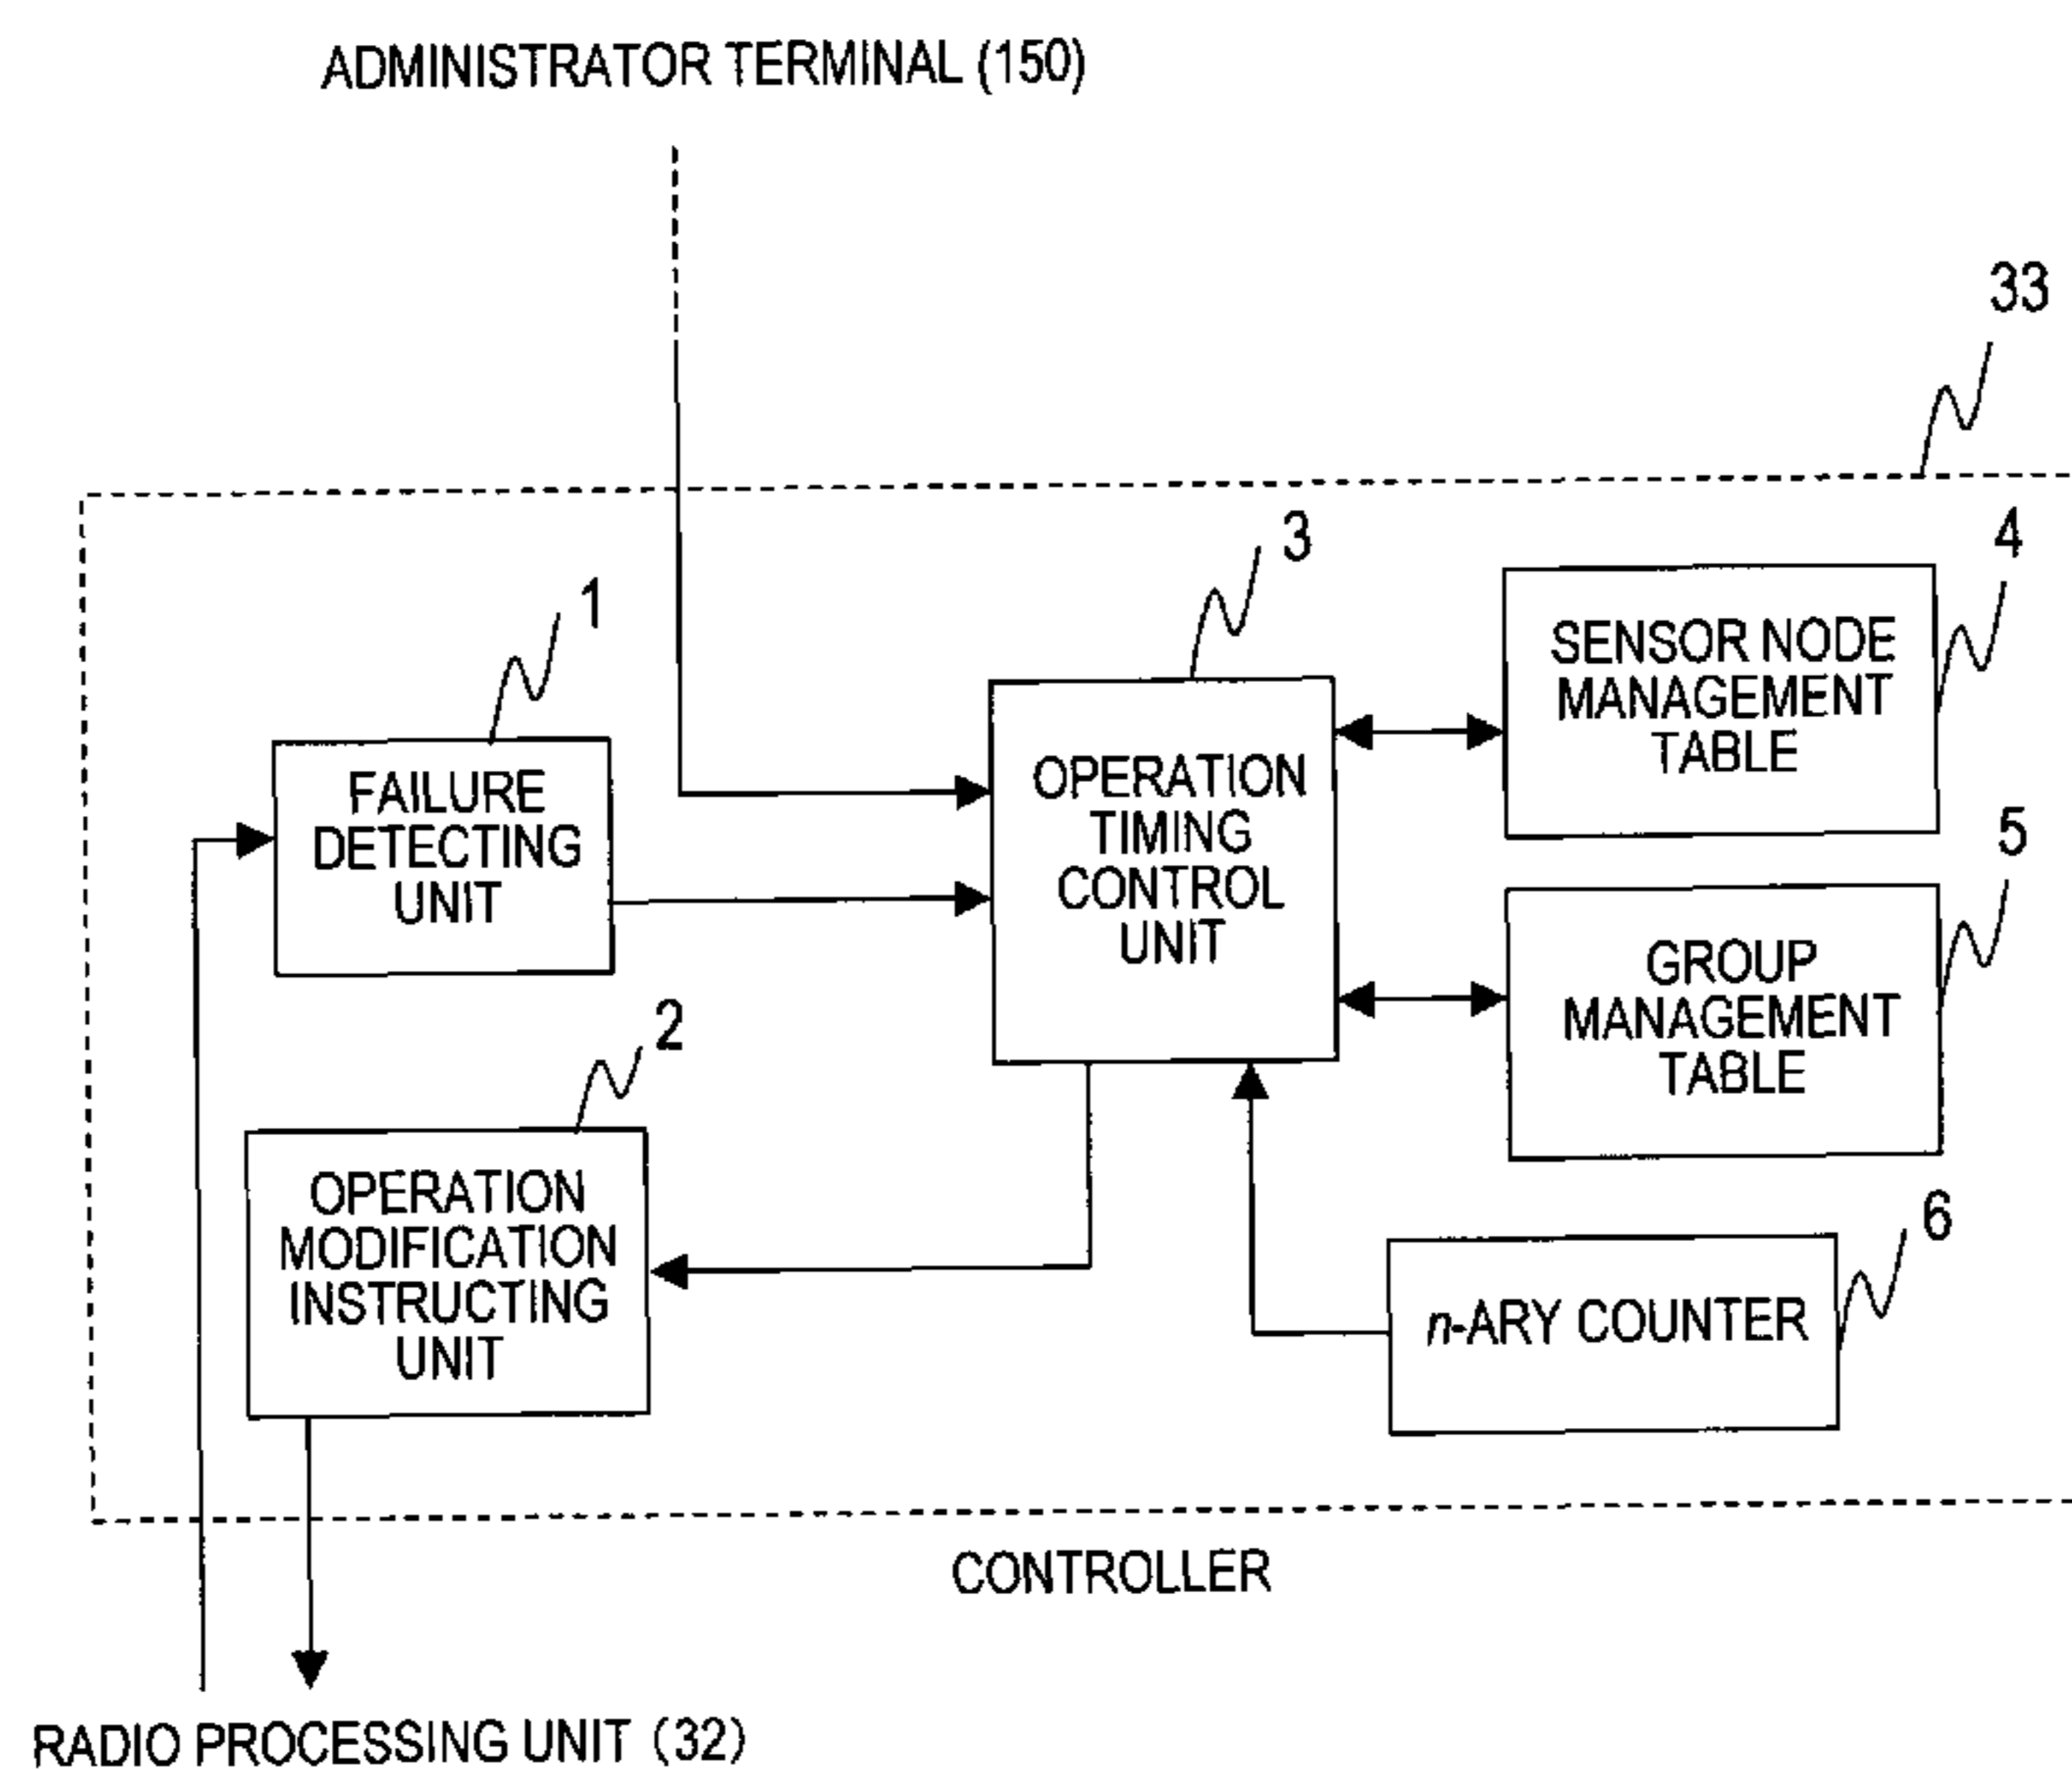 ADMINISTRATOR TERMINAL (150)
33
3
4
1
SENSOR NODE
MANAGEMENT
TABLE
OPERATION
TIMING
CONTROL
UNIT
FAILURE
DETECTING
UNIT
5
GROUP
MANAGEMENT
TABLE
2
OPERATION
MODIFICATION
INSTRUCTING
UNIT
6
n-ARY COUNTER
CONTROLLER
RADIO PROCESSING UNIT (32)